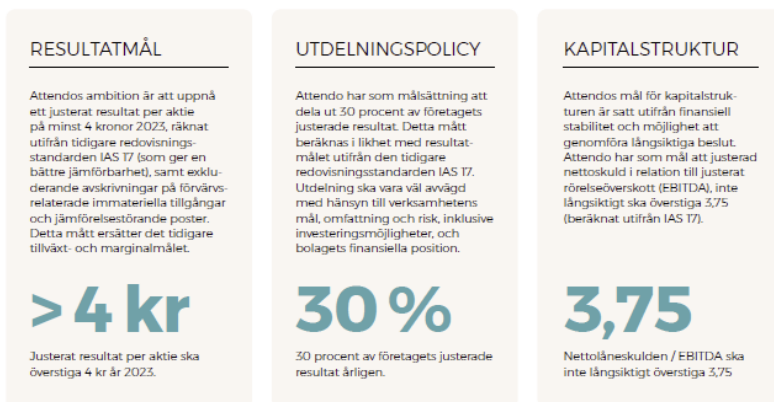 RESULTATMÅL
Attendos ambition är att uppnå
ett justerat resultat per aktie
på minst 4 kronor 2023, räknat
utifrån tidigare redovisnings-
standarden IAS 17 (som ger en
bättre jämförbarhet), samt exklu-
derande avskrivningar på förvärvs-
relaterade immateriella tillgångar
och jämförelsestörande poster.
Detta mått ersätter det tidigare
tillväxt- och marginalmålet.
> 4 kr
Justerat resultat per aktie ska
överstiga 4 kr år 2023.
UTDELNINGSPOLICY
Attendo har som målsättning att
dela ut 30 procent av företagets
justerade resultat. Detta mått
beräknas i likhet med resultat-
målet utifrån den tidigare
redovisningsstandarden IAS 17.
Utdelning ska vara väl avvägd
med hänsyn till verksamhetens
mål, omfattning och risk, inklusive
investeringsmöjligheter, och
bolagets finansiella position.
30 %
30 procent av företagets justerade
resultat årligen.
KAPITALSTRUKTUR
Attendos mål för kapitalstruk-
turen är satt utifrån finansiell
stabilitet och möjlighet att
genomföra långsiktiga beslut.
Attendo har som mål att justerad
nettoskuld i relation till justerat
rörelseöverskott (EBITDA), inte
långsiktigt ska överstiga 3,75
(beräknat utifrån IAS 17).
3,75
Nettolåneskulden / EBITDA ska
inte långsiktigt överstiga 3,75